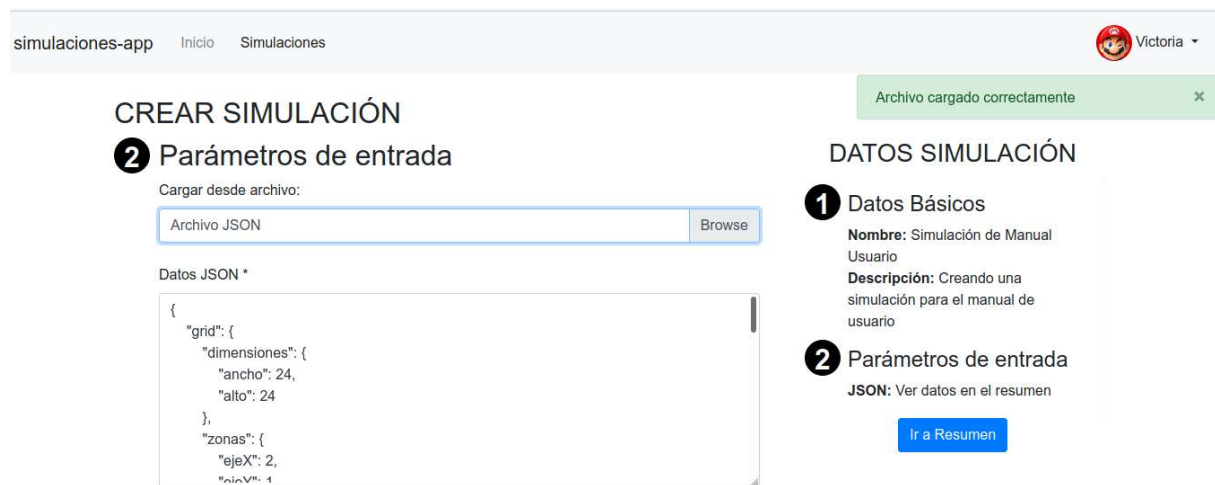 simulaciones-app Inicio Simulaciones Victoria
Archivo cargado correctamente ×
CREAR SIMULACIÓN
2 Parámetros de entrada
Cargar desde archivo:
Archivo JSON Browse
Datos JSON *
{
"grid": {
"dimensiones": {
"ancho": 24,
"alto": 24
},
"zonas": {
"ejeX": 2,
"ejeY": 1
DATOS SIMULACIÓN
1 Datos Básicos
Nombre: Simulación de Manual
Usuario
Descripción: Creando una
simulación para el manual de
usuario
2 Parámetros de entrada
JSON: Ver datos en el resumen
Ir a Resumen